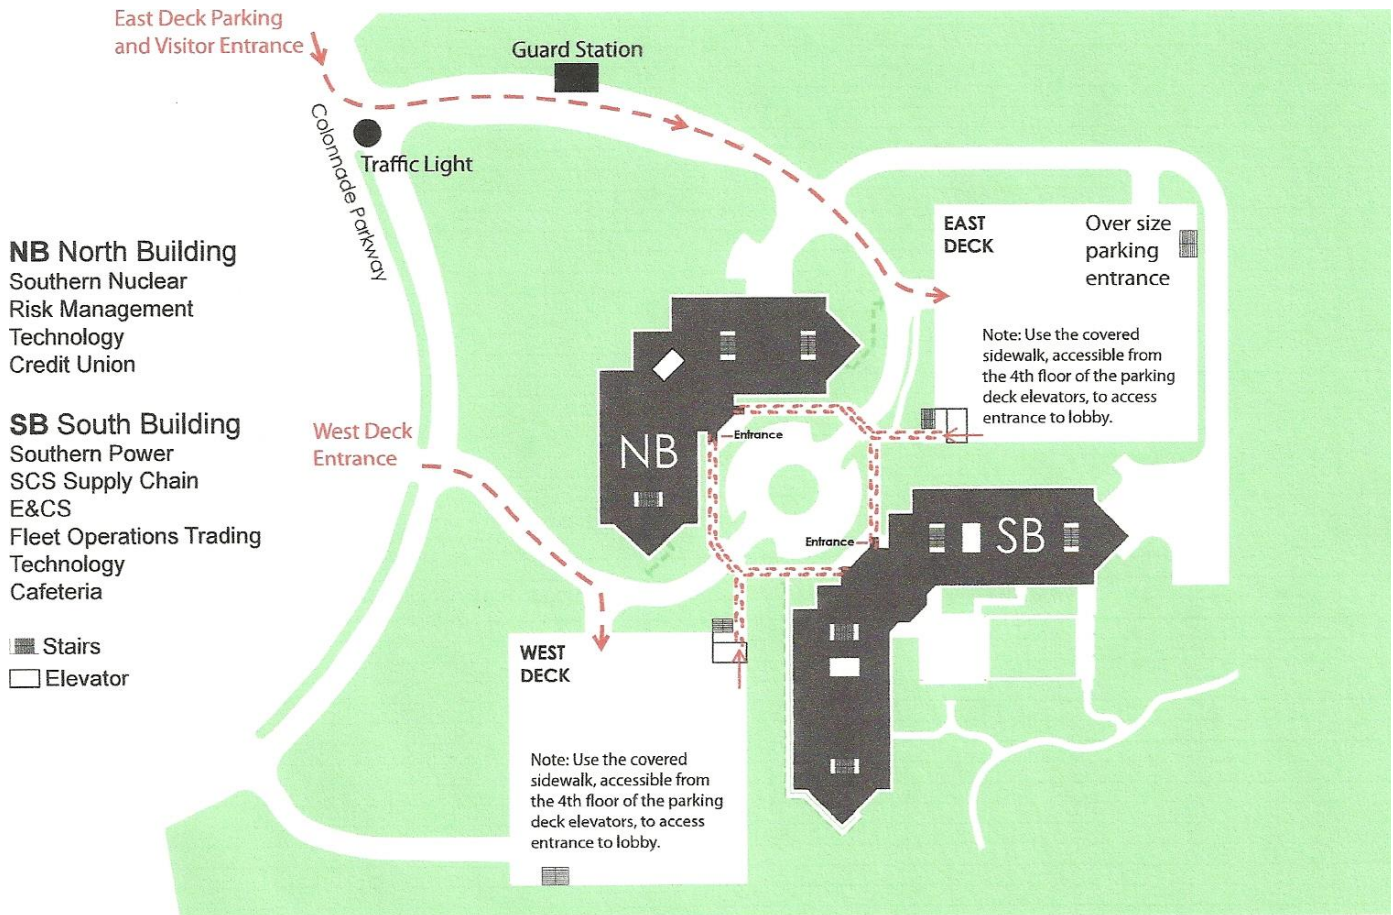 East Deck Parking
and Visitor Entrance
Guard Station
Traffic Light
Colonnade Parkway
NB North Building
Southern Nuclear
Risk Management
Technology
Credit Union
SB South Building
Southern Power
SCS Supply Chain
E&CS
Fleet Operations Trading
Technology
Cafeteria
Stairs
Elevator
West Deck
Entrance
EAST
DECK
Over size
parking
entrance
Note: Use the covered
sidewalk, accessible from
the 4th floor of the parking
deck elevators, to access
entrance to lobby.
NB
Entrance
Entrance
SB
WEST
DECK
Note: Use the covered
sidewalk, accessible from
the 4th floor of the parking
deck elevators, to access
entrance to lobby.